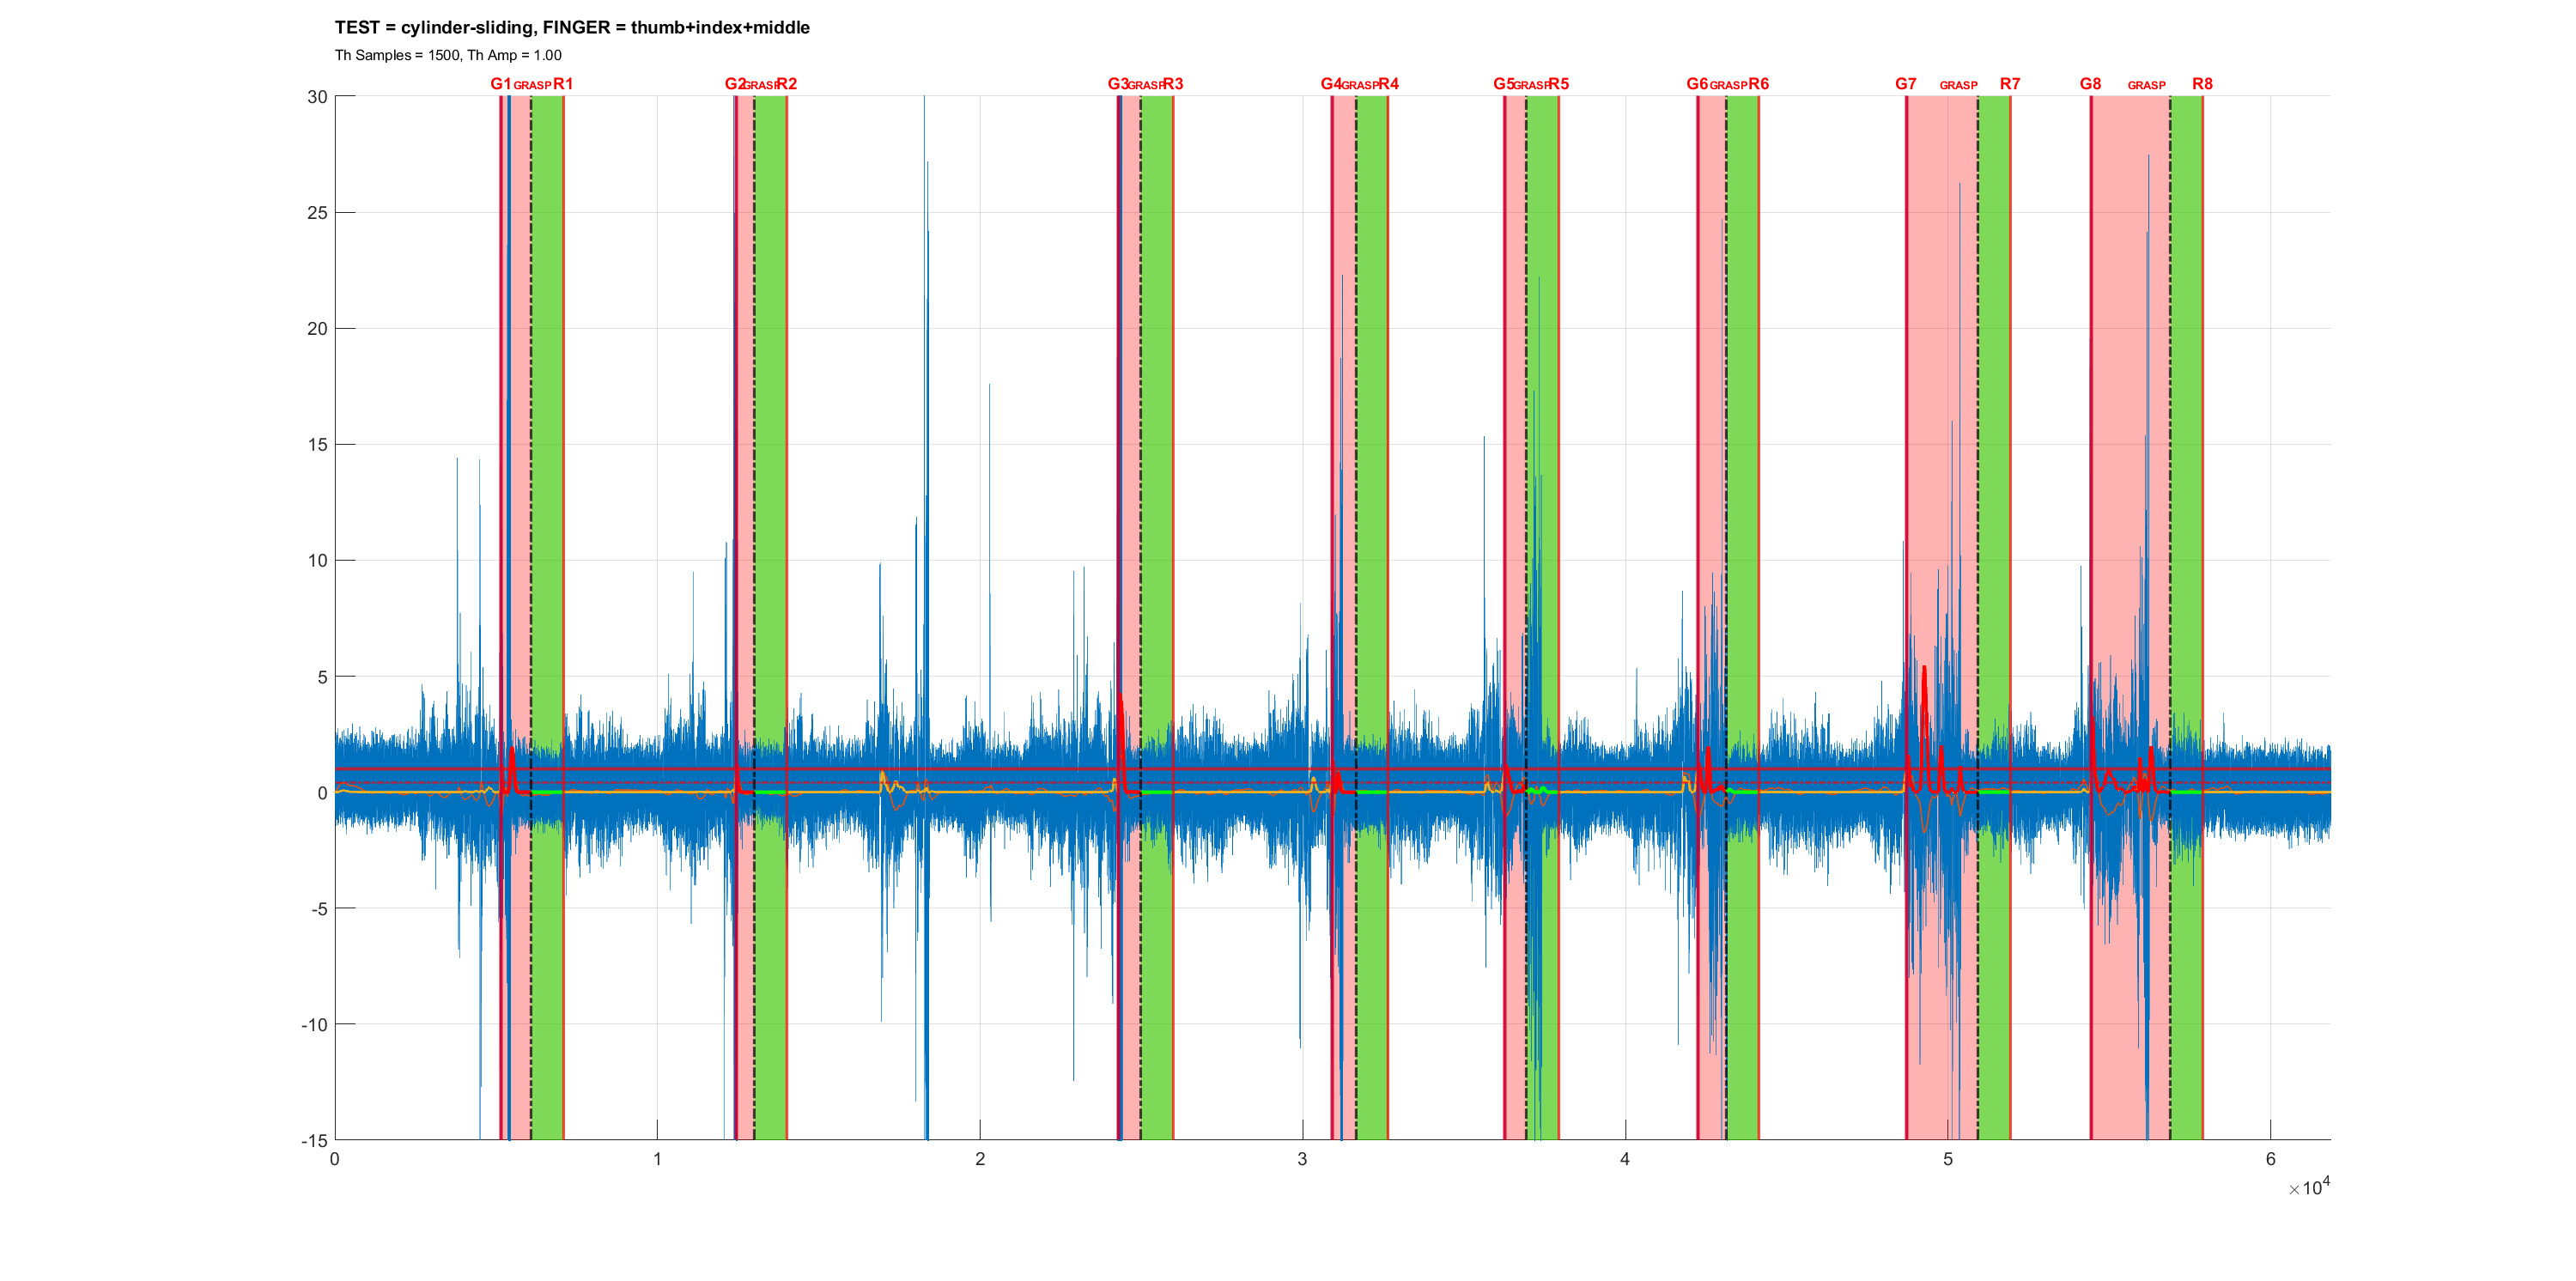 TEST = cylinder-sliding, FINGER = thumb+index+middle
Th Samples = 1500, Th Amp = 1.00
G1 GRASP R1 G2 GRASP R2 G3 GRASP R3 G4 GRASP R4 G5 GRASP R5 G6 GRASP R6 G7 GRASP R7 G8 GRASP R8
30
25
20
15
10
5
0
-5
-10
-15
0 1 2 3 4 5 6
×10⁴